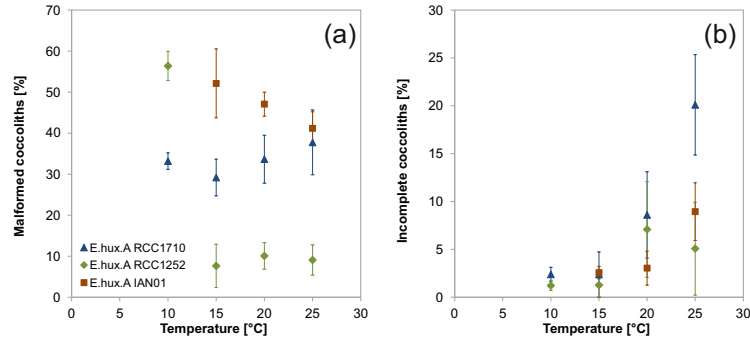 (a)
Malformed coccoliths [%]
70
60
50
40
30
20
10
0
E.hux.A RCC1710
E.hux.A RCC1252
E.hux.A IAN01
0 5 10 15 20 25 30
Temperature [°C]
(b)
Incomplete coccoliths [%]
30
25
20
15
10
5
0
0 5 10 15 20 25 30
Temperature [°C]